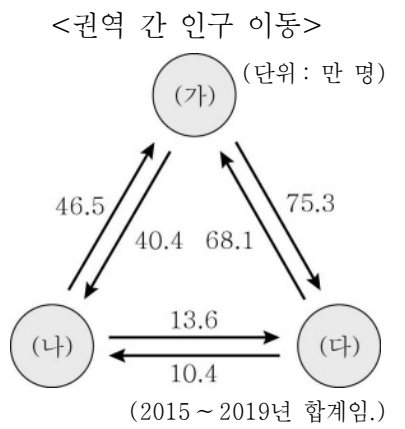 <권역 간 인구 이동>
(단위 : 만 명)
(가)
46.5
40.4
68.1
75.3
(나)
13.6
10.4
(다)
(2015 ~ 2019년 합계임.)